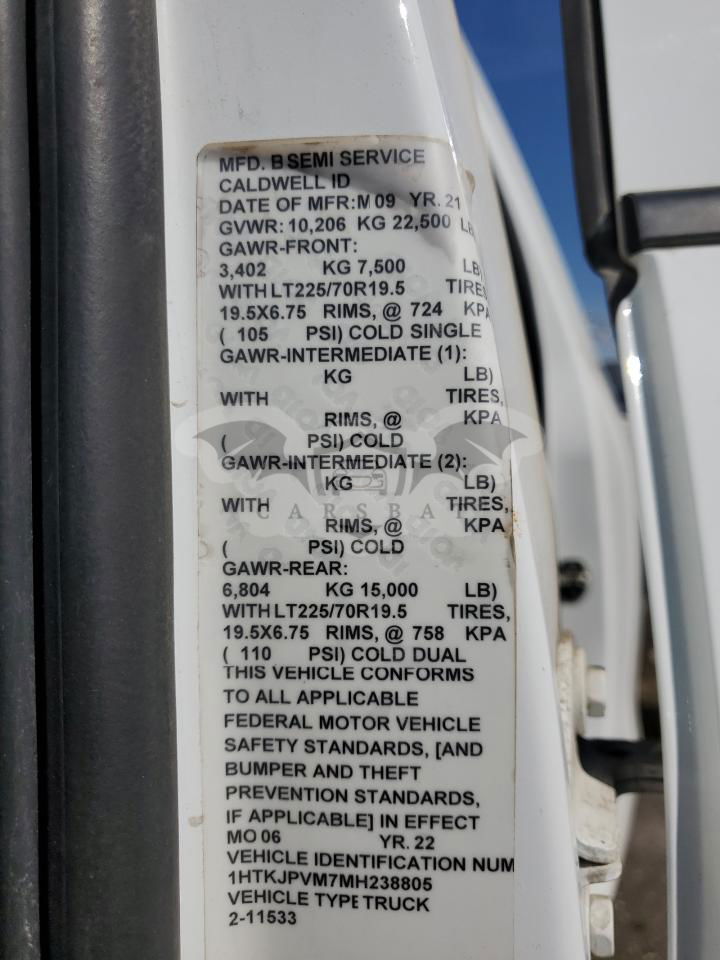 MFD. B SEMI SERVICE
CALDWELL ID
DATE OF MFR:M 09 YR. 21
GVWR: 10,206 KG 22,500 LB
GAWR-FRONT:
3,402 KG 7,500 LB)
WITH LT225/70R19.5 TIRES
19.5X6.75 RIMS, @ 724 KPA
( 105 PSI) COLD SINGLE
GAWR-INTERMEDIATE (1):
KG LB)
WITH TIRES,
RIMS, @ KPA
( PSI) COLD
GAWR-INTERMEDIATE (2):
KG LB)
CARSBAT
WITH TIRES,
RIMS, @ KPA
( PSI) COLD
GAWR-REAR:
6,804 KG 15,000 LB)
WITH LT225/70R19.5 TIRES,
19.5X6.75 RIMS, @ 758 KPA
( 110 PSI) COLD DUAL
THIS VEHICLE CONFORMS
TO ALL APPLICABLE
FEDERAL MOTOR VEHICLE
SAFETY STANDARDS, [AND
BUMPER AND THEFT
PREVENTION STANDARDS,
IF APPLICABLE] IN EFFECT
MO 06 YR. 22
VEHICLE IDENTIFICATION NUM
1HTKJPVM7MH238805
VEHICLE TYPE TRUCK
2-11533